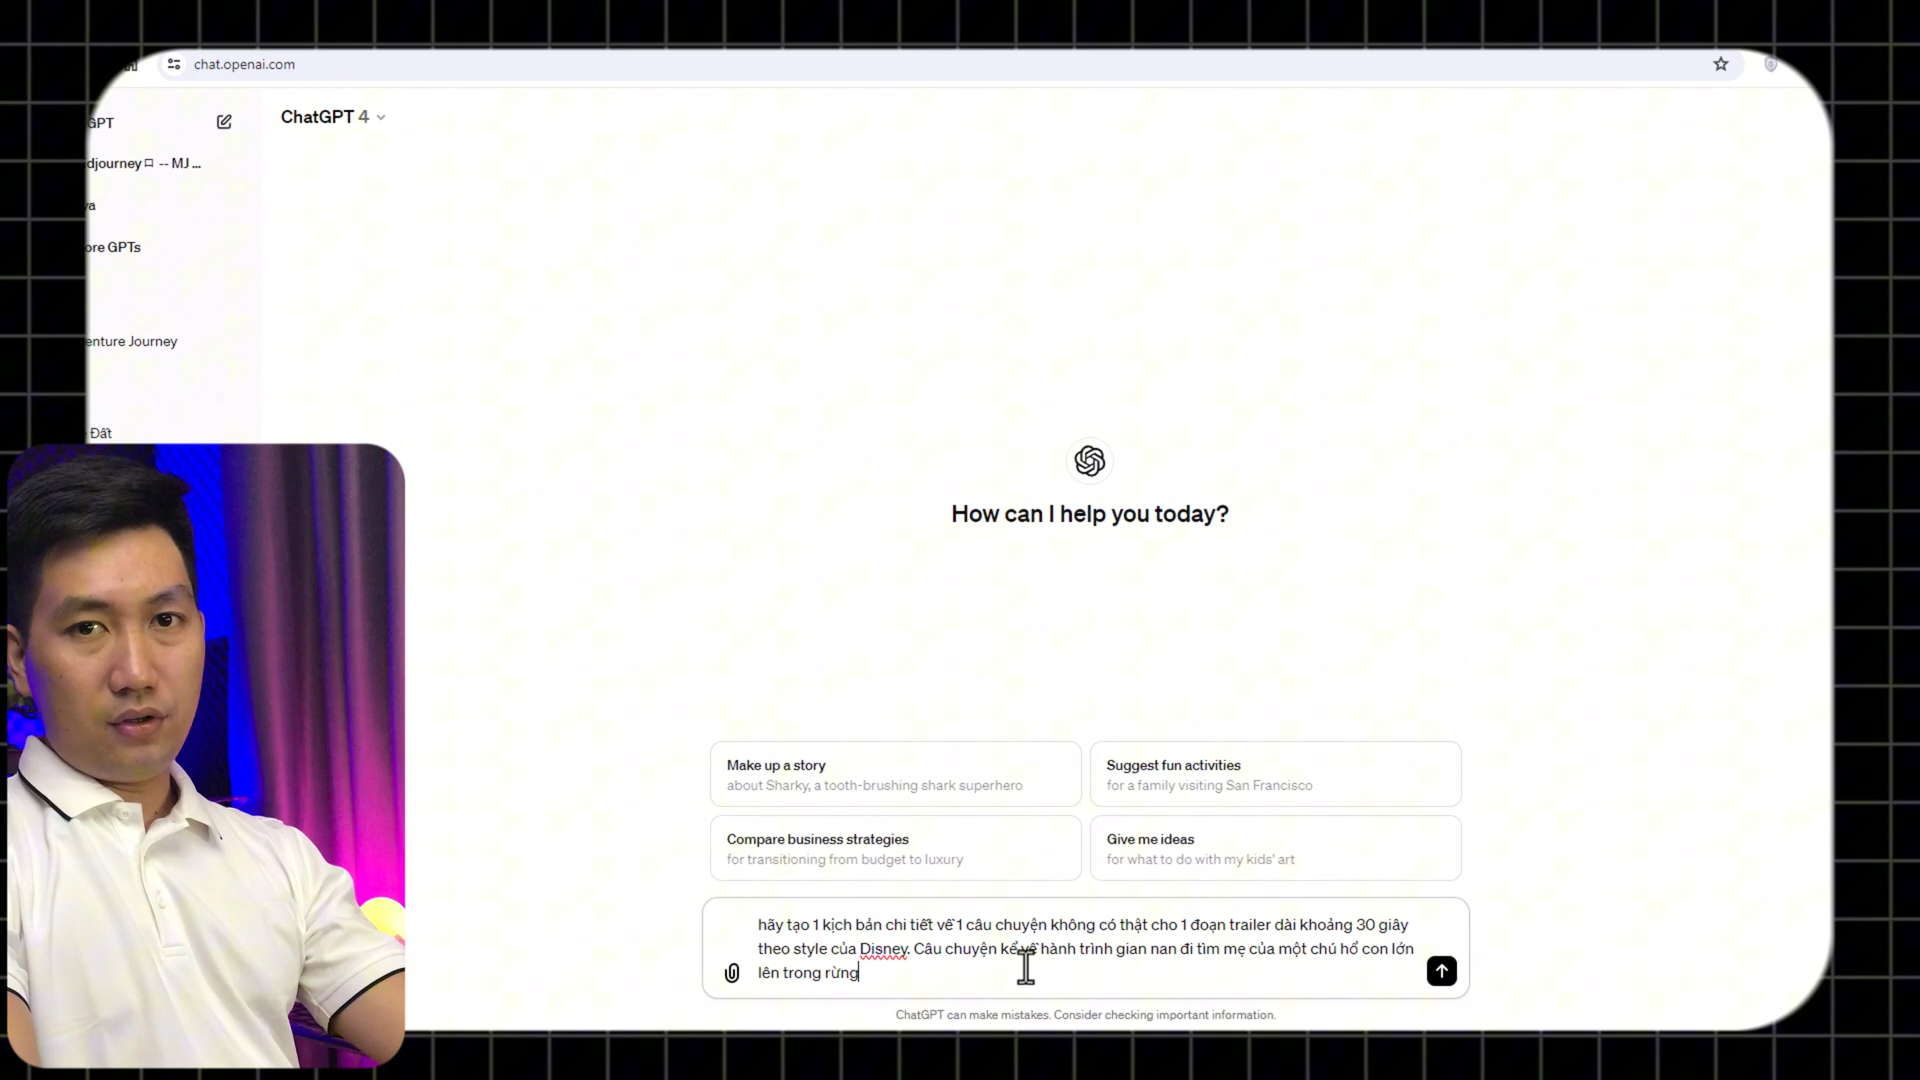 chat.openai.com
ChatGPT 4
GPT
djourney
-- MJ ...
va
ore GPTs
enture Journey
Đất
How can I help you today?
Make up a story
about Sharky, a tooth-brushing shark superhero
Suggest fun activities
for a family visiting San Francisco
Compare business strategies
for transitioning from budget to luxury
Give me ideas
for what to do with my kids' art
hãy tạo 1 kịch bản chi tiết về 1 câu chuyện không có thật cho 1 đoạn trailer dài khoảng 30 giây
theo style của Disney. Câu chuyện kể về hành trình gian nan đi tìm mẹ của một chú hổ con lớn
lên trong rừng
ChatGPT can make mistakes. Consider checking important information.